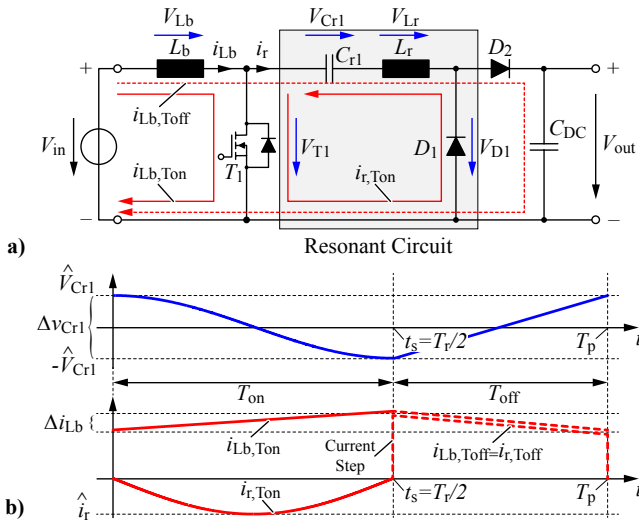 V_Lb V_Cr1 V_Lr
L_b i_Lb i_r C_r1 L_r D_2
+ +
i_Lb,Toff
V_in T_1 V_T1 D_1 V_D1 C_DC V_out
i_Lb,Ton i_r,Ton
− −
a) Resonant Circuit
V̂_Cr1
Δv_Cr1 t_s=T_r/2 T_p t
-V̂_Cr1
T_on T_off
Δi_Lb i_Lb,Ton Current Step i_Lb,Toff=i_r,Toff
i_r,Ton t_s=T_r/2 T_p t
b) î_r